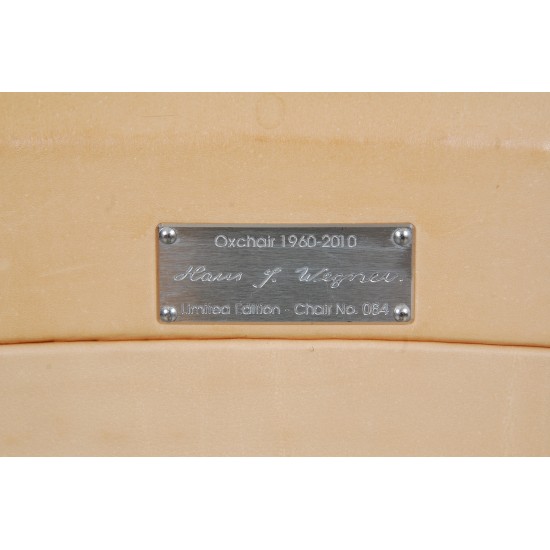 Oxchair 1960-2010
Hans J. Wegner.
Limited Edition - Chair No. 084